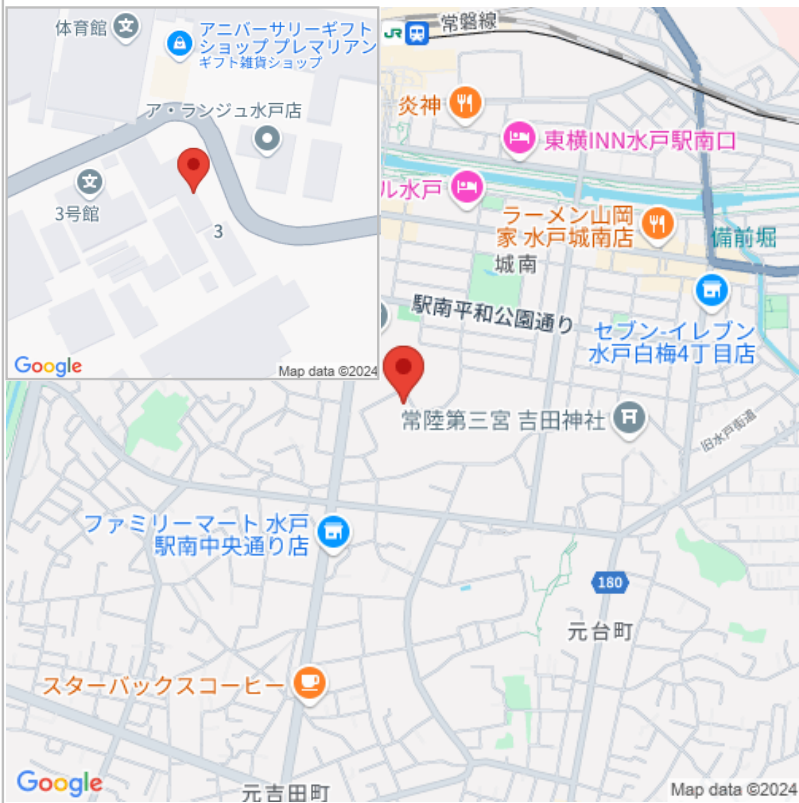 体育館
アニバーサリーギフト
ショップ プレマリアン
ギフト雑貨ショップ
ア・ランジュ水戸店
3号館
3
Google
Map data ©2024
JR
常磐線
炎神
東横INN水戸駅南口
ル水戸
ラーメン山岡
家 水戸城南店
備前堀
城南
駅南平和公園通り
セブン-イレブン
水戸白梅4丁目店
常陸第三宮 吉田神社
旧水戸街道
ファミリーマート 水戸
駅南中央通り店
180
元台町
スターバックスコーヒー
元吉田町
Google
Map data ©2024